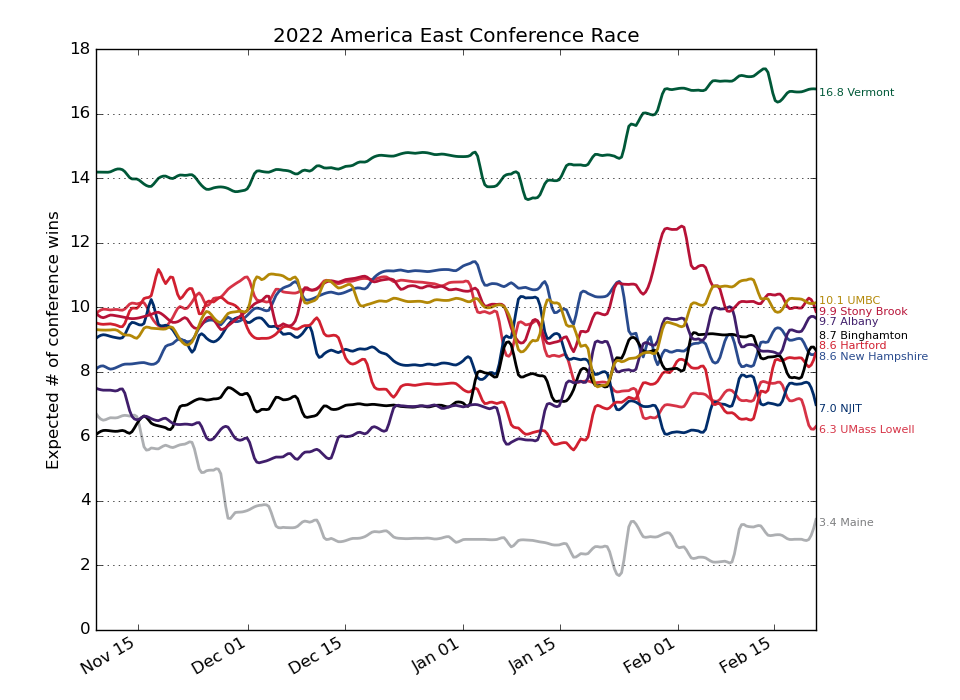 2022 America East Conference Race
Expected # of conference wins
18
16
14
12
10
8
6
4
2
0
16.8 Vermont
10.1 UMBC
9.9 Stony Brook
9.7 Albany
8.7 Binghamton
8.6 Hartford
8.6 New Hampshire
7.0 NJIT
6.3 UMass Lowell
3.4 Maine
Nov 15
Dec 01
Dec 15
Jan 01
Jan 15
Feb 01
Feb 15